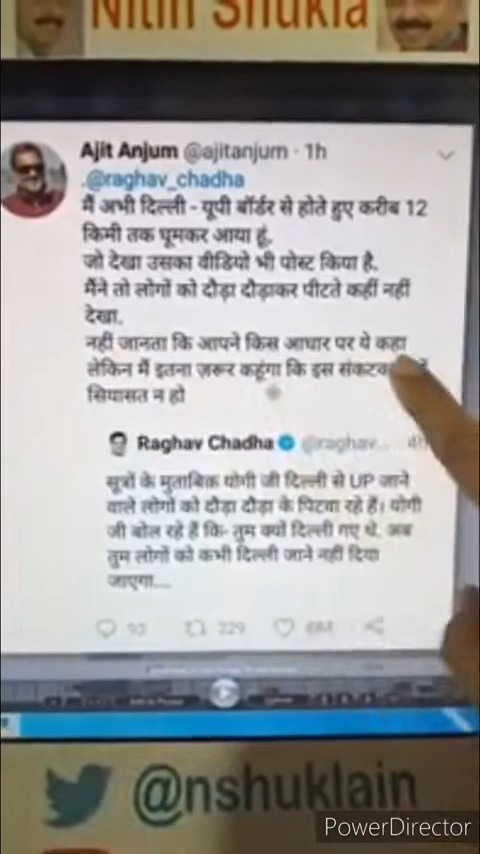 Nitin Shukla
Ajit Anjum @ajitanjum · 1h
.@raghav_chadha
मैं अभी दिल्ली - यूपी बॉर्डर से होते हुए करीब 12
किमी तक घूमकर आया हूं.
जो देखा उसका वीडियो भी पोस्ट किया है.
मैंने तो लोगों को दौड़ा दौड़ाकर पीटते कहीं नहीं
देखा.
नहीं जानता कि आपने किस आधार पर ये कहा
लेकिन मैं इतना ज़रूर कहूंगा कि इस
सियासत न हो
Raghav Chadha @raghav...
सूत्रों के मुताबिक़ योगी जी दिल्ली से UP जाने
वाले लोगों को दौड़ा दौड़ा के पिटवा रहे हैं। योगी
जी बोल रहे हैं कि- तुम क्यों दिल्ली गए थे. अब
तुम लोगों को कभी दिल्ली जाने नहीं दिया
जाएगा...
229
@nshuklain
PowerDirector